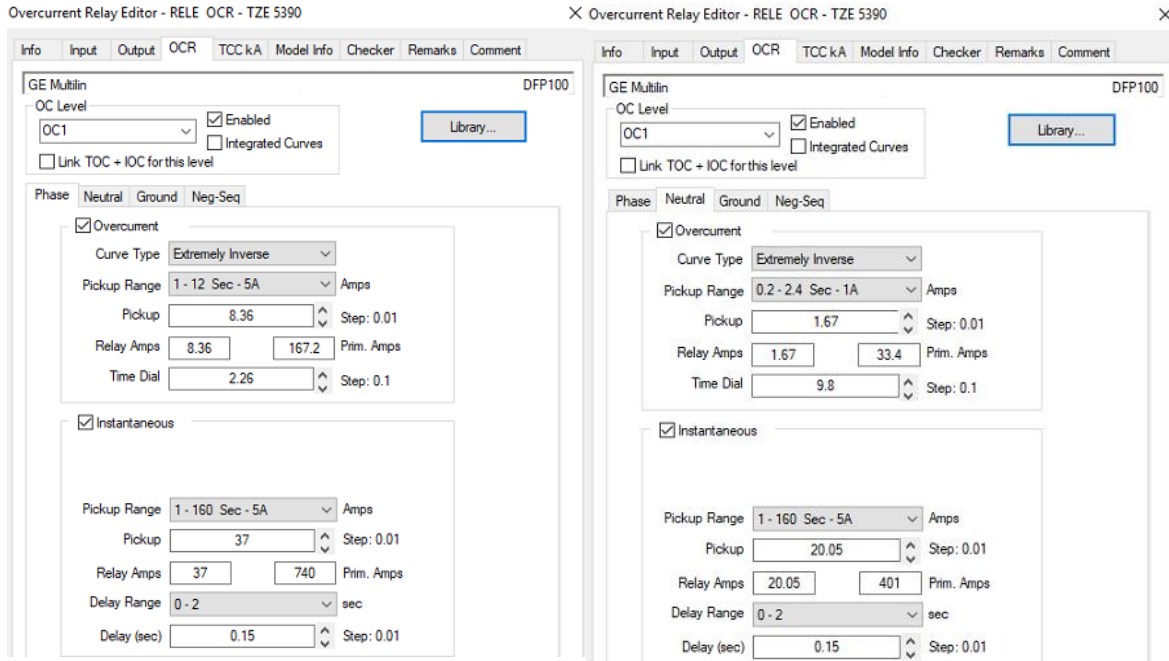 Overcurrent Relay Editor - RELE OCR - TZE 5390
Info Input Output OCR TCC kA Model Info Checker Remarks Comment
GE Multilin DFP100
OC Level
OC1
Enabled
Integrated Curves
Library...
Link TOC + IOC for this level
Phase Neutral Ground Neg-Seq
Overcurrent
Curve Type Extremely Inverse
Pickup Range 1 - 12 Sec - 5A Amps
Pickup 8.36 Step: 0.01
Relay Amps 8.36 167.2 Prim. Amps
Time Dial 2.26 Step: 0.1
Instantaneous
Pickup Range 1 - 160 Sec - 5A Amps
Pickup 37 Step: 0.01
Relay Amps 37 740 Prim. Amps
Delay Range 0 - 2 sec
Delay (sec) 0.15 Step: 0.01
Overcurrent Relay Editor - RELE OCR - TZE 5390
Info Input Output OCR TCC kA Model Info Checker Remarks Comment
GE Multilin DFP100
OC Level
OC1
Enabled
Integrated Curves
Library...
Link TOC + IOC for this level
Phase Neutral Ground Neg-Seq
Overcurrent
Curve Type Extremely Inverse
Pickup Range 0.2 - 2.4 Sec - 1A Amps
Pickup 1.67 Step: 0.01
Relay Amps 1.67 33.4 Prim. Amps
Time Dial 9.8 Step: 0.1
Instantaneous
Pickup Range 1 - 160 Sec - 5A Amps
Pickup 20.05 Step: 0.01
Relay Amps 20.05 401 Prim. Amps
Delay Range 0 - 2 sec
Delay (sec) 0.15 Step: 0.01